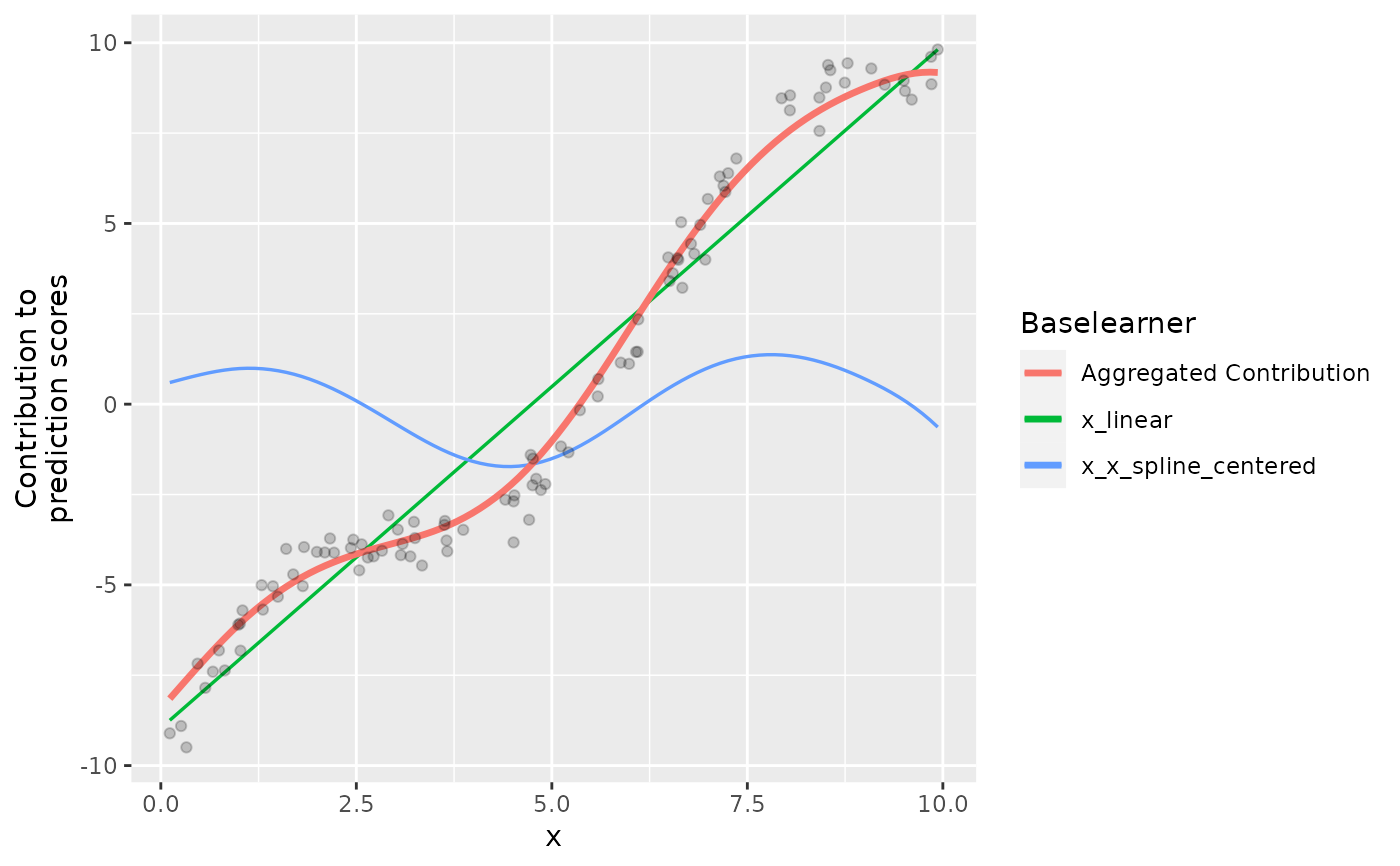 10
5
0
-5
-10
Contribution to
prediction scores
0.0
2.5
5.0
7.5
10.0
x
Baselearner
Aggregated Contribution
x_linear
x_x_spline_centered